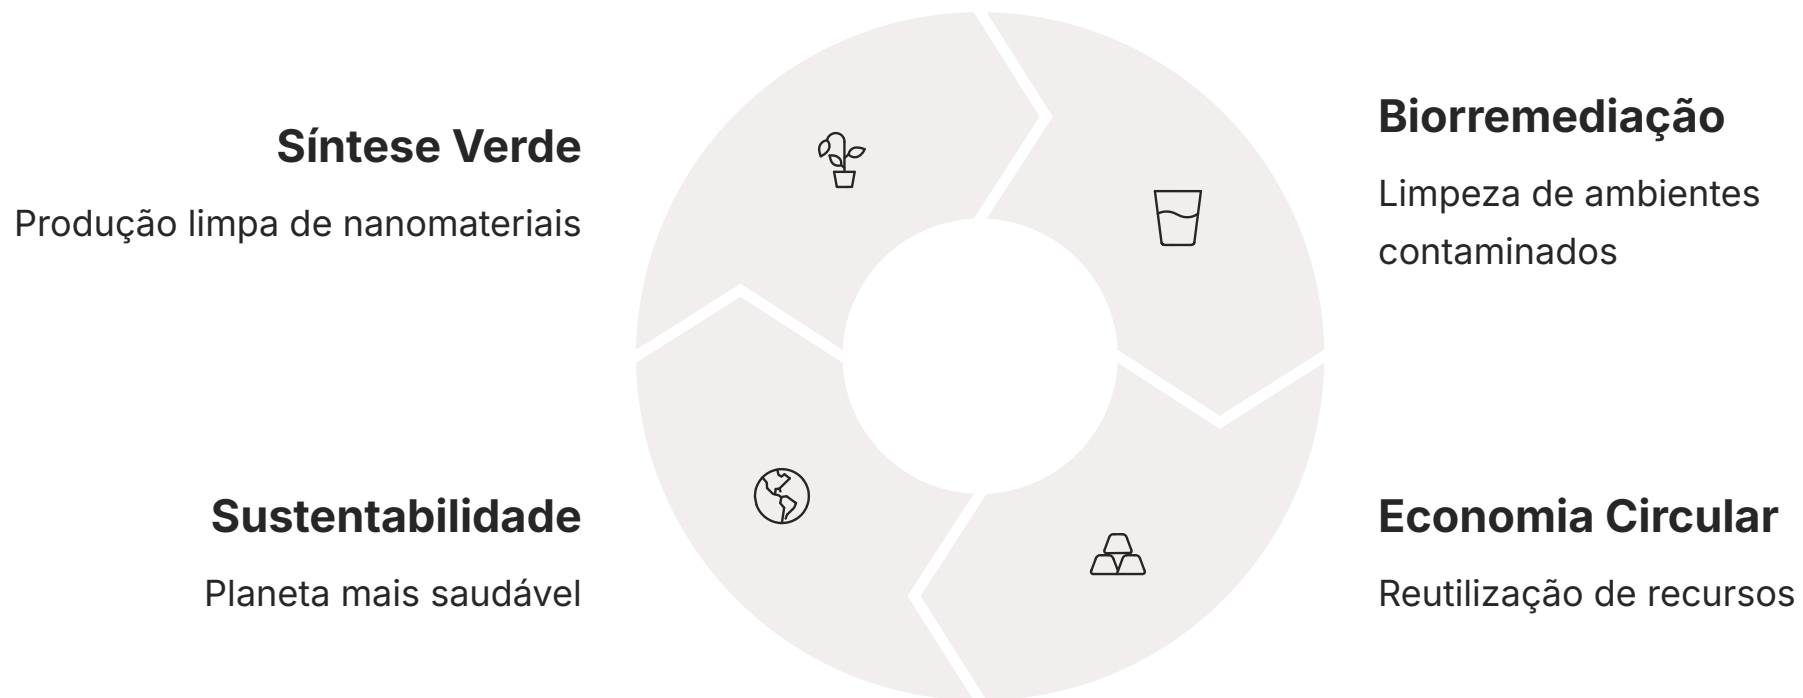 Síntese Verde
Produção limpa de nanomateriais
Biorremediação
Limpeza de ambientes
contaminados
Sustentabilidade
Planeta mais saudável
Economia Circular
Reutilização de recursos